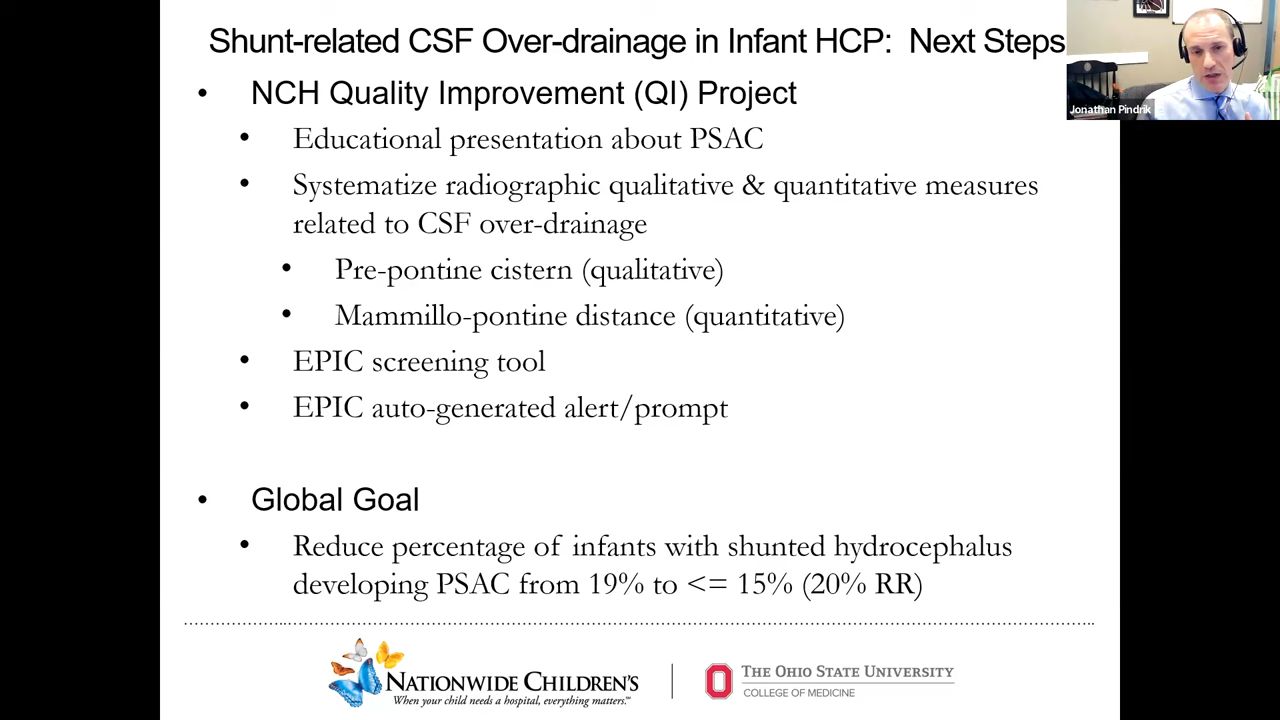 Shunt-related CSF Over-drainage in Infant HCP: Next Steps
Jonathan Pindrik
• NCH Quality Improvement (QI) Project
• Educational presentation about PSAC
• Systematize radiographic qualitative & quantitative measures
related to CSF over-drainage
• Pre-pontine cistern (qualitative)
• Mammillo-pontine distance (quantitative)
• EPIC screening tool
• EPIC auto-generated alert/prompt
• Global Goal
• Reduce percentage of infants with shunted hydrocephalus
developing PSAC from 19% to <= 15% (20% RR)
NATIONWIDE CHILDREN'S
When your child needs a hospital, everything matters.™
THE OHIO STATE UNIVERSITY
COLLEGE OF MEDICINE